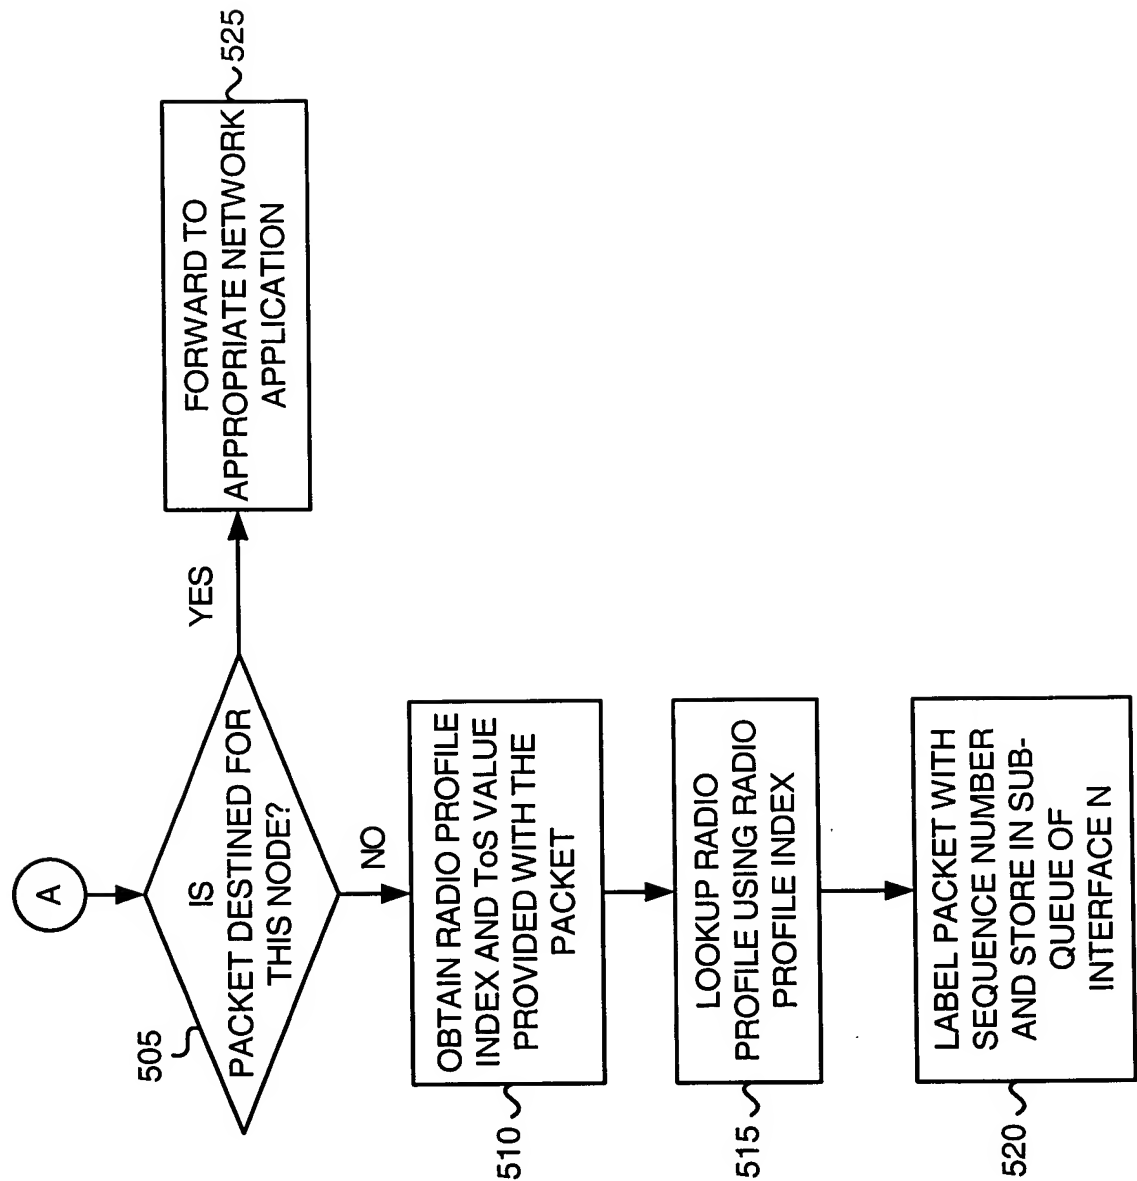 A
IS
PACKET DESTINED FOR
THIS NODE?
505
YES
FORWARD TO
APPROPRIATE NETWORK
APPLICATION
525
NO
OBTAIN RADIO PROFILE
INDEX AND ToS VALUE
PROVIDED WITH THE
PACKET
510
LOOKUP RADIO
PROFILE USING RADIO
PROFILE INDEX
515
LABEL PACKET WITH
SEQUENCE NUMBER
AND STORE IN SUB-
QUEUE OF
INTERFACE N
520